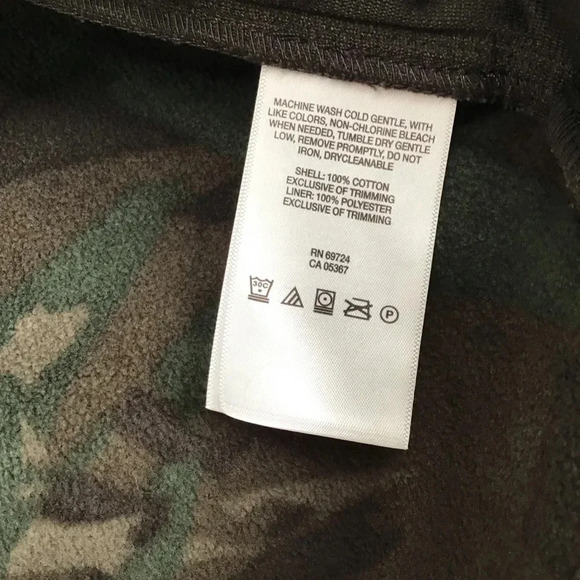 MACHINE WASH COLD GENTLE, WITH
LIKE COLORS, NON-CHLORINE BLEACH
WHEN NEEDED, TUMBLE DRY GENTLE
LOW, REMOVE PROMPTLY, DO NOT
IRON, DRYCLEANABLE
SHELL: 100% COTTON
EXCLUSIVE OF TRIMMING
LINER: 100% POLYESTER
EXCLUSIVE OF TRIMMING
RN 69724
CA 05367
30C P